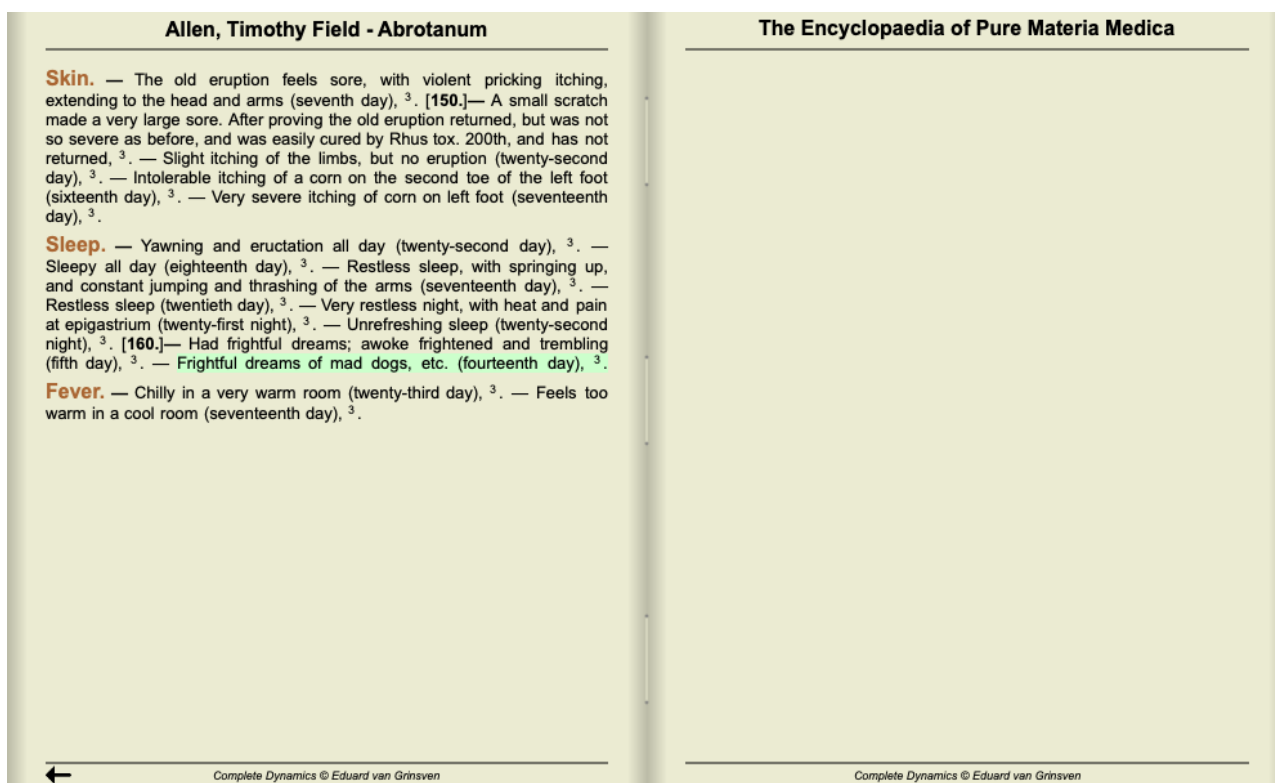 Allen, Timothy Field - Abrotanum
Skin. — The old eruption feels sore, with violent pricking itching,
extending to the head and arms (seventh day), ³. [150.]— A small scratch
made a very large sore. After proving the old eruption returned, but was not
so severe as before, and was easily cured by Rhus tox. 200th, and has not
returned, ³. — Slight itching of the limbs, but no eruption (twenty-second
day), ³. — Intolerable itching of a corn on the second toe of the left foot
(sixteenth day), ³. — Very severe itching of corn on left foot (seventeenth
day), ³.
Sleep. — Yawning and eructation all day (twenty-second day), ³. —
Sleepy all day (eighteenth day), ³. — Restless sleep, with springing up,
and constant jumping and thrashing of the arms (seventeenth day), ³. —
Restless sleep (twentieth day), ³. — Very restless night, with heat and pain
at epigastrium (twenty-first night), ³. — Unrefreshing sleep (twenty-second
night), ³. [160.]— Had frightful dreams; awoke frightened and trembling
(fifth day), ³. — Frightful dreams of mad dogs, etc. (fourteenth day), ³.
Fever. — Chilly in a very warm room (twenty-third day), ³. — Feels too
warm in a cool room (seventeenth day), ³.
Complete Dynamics © Eduard van Grinsven
The Encyclopaedia of Pure Materia Medica
Complete Dynamics © Eduard van Grinsven